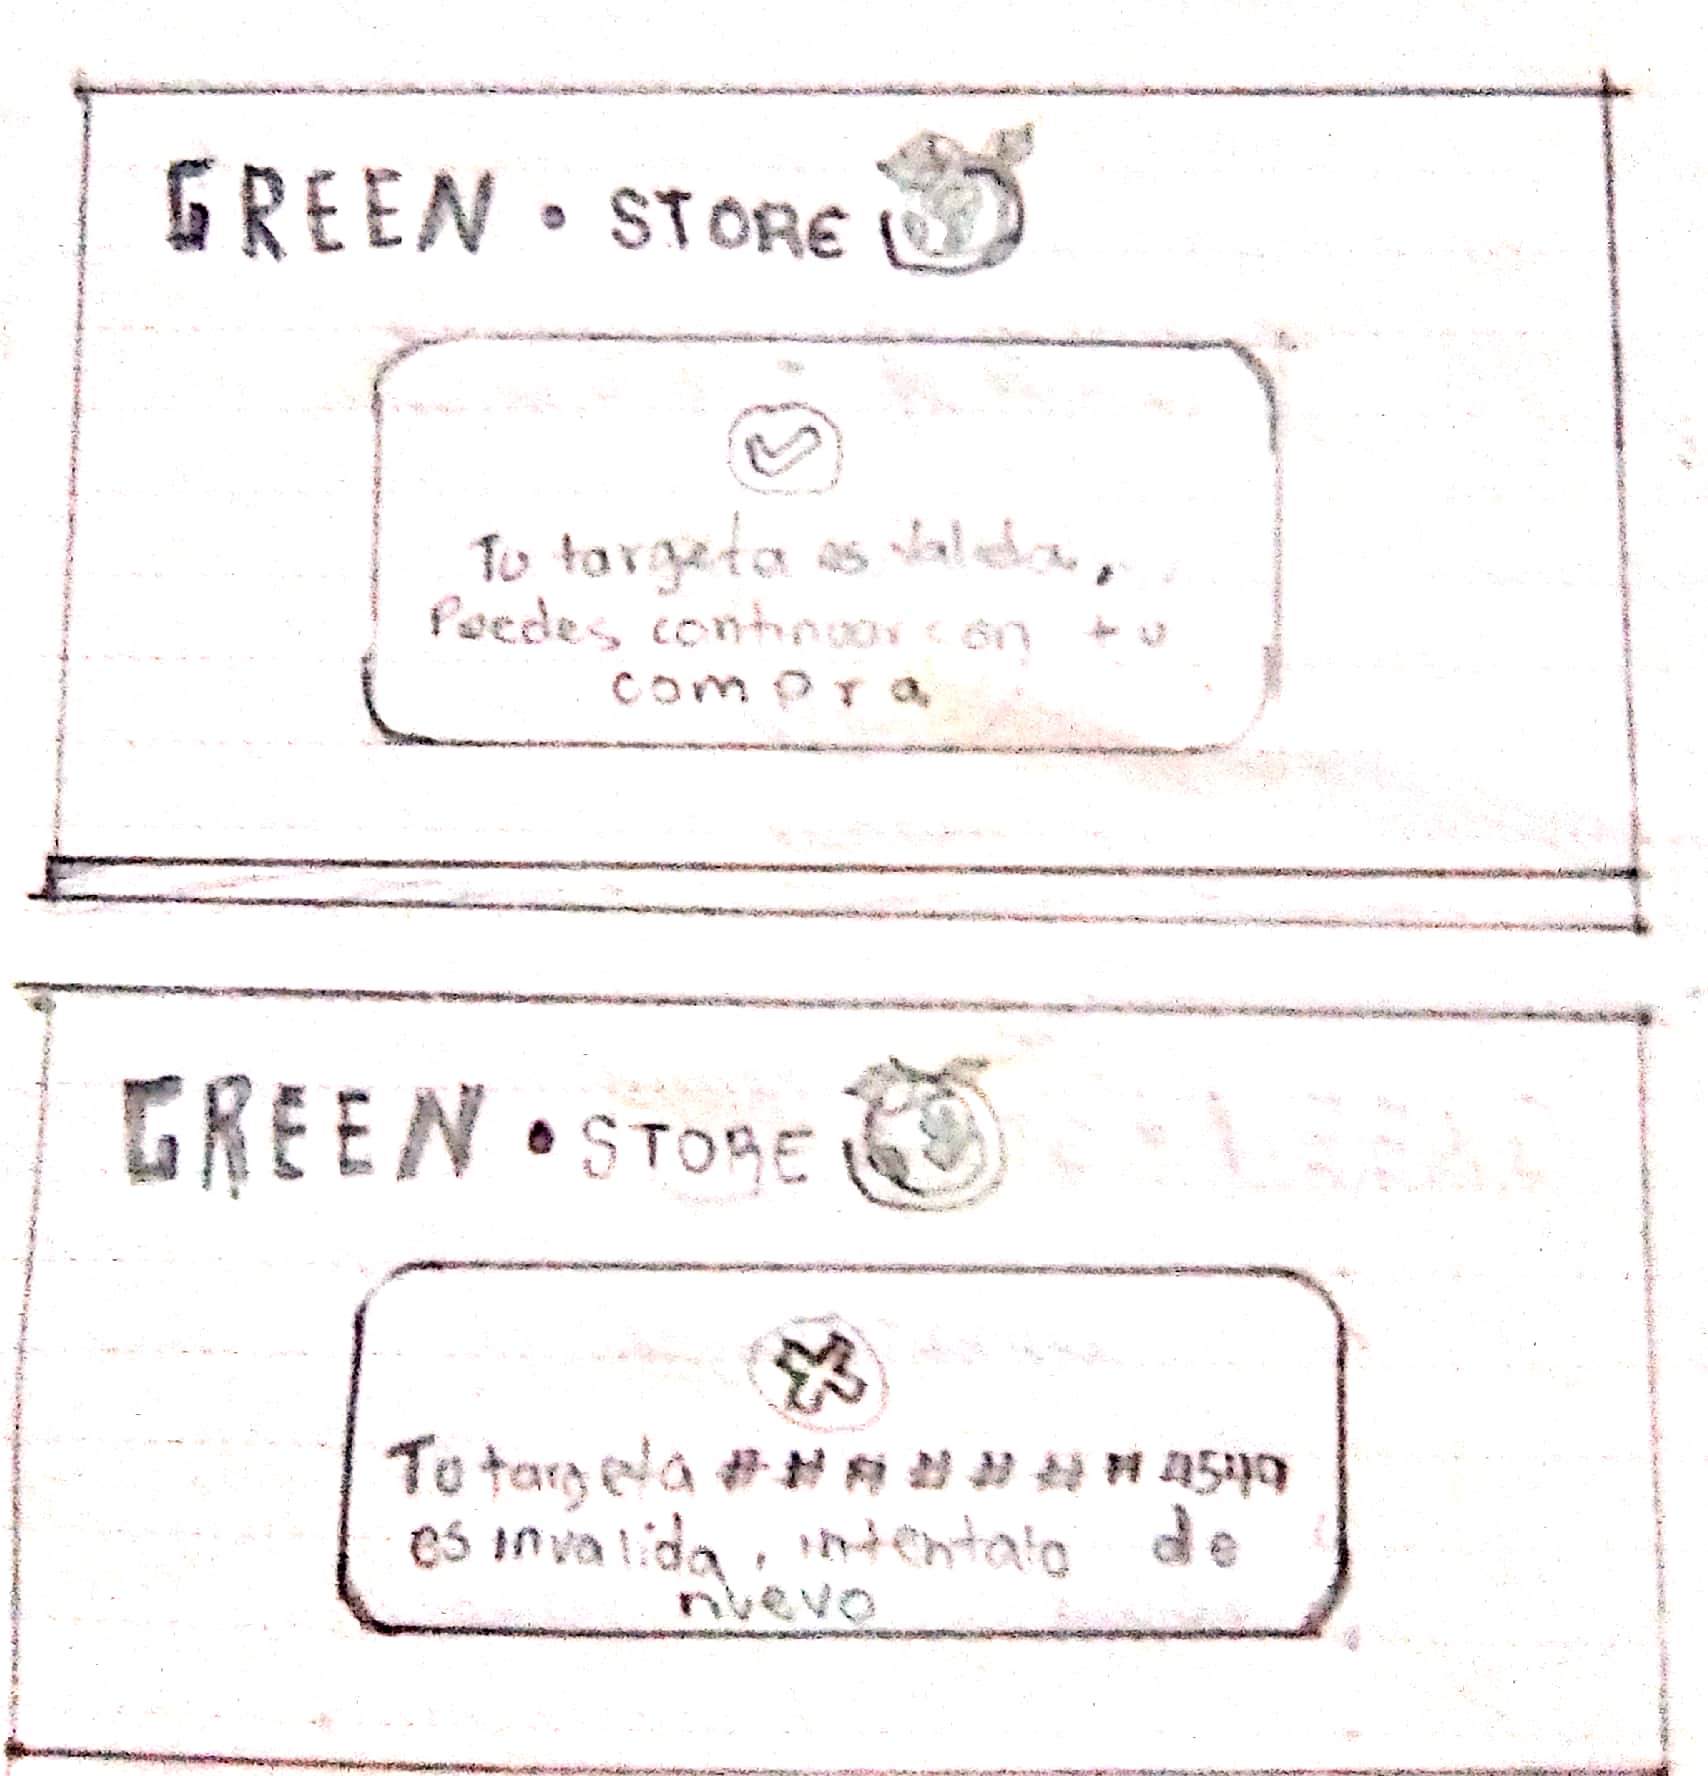 GREEN • STORE
Tu targeta es valida,
Puedes continuar con tu
compra
GREEN • STORE
Tu targeta # # # # # # #
es invalida, intentalo de
nuevo